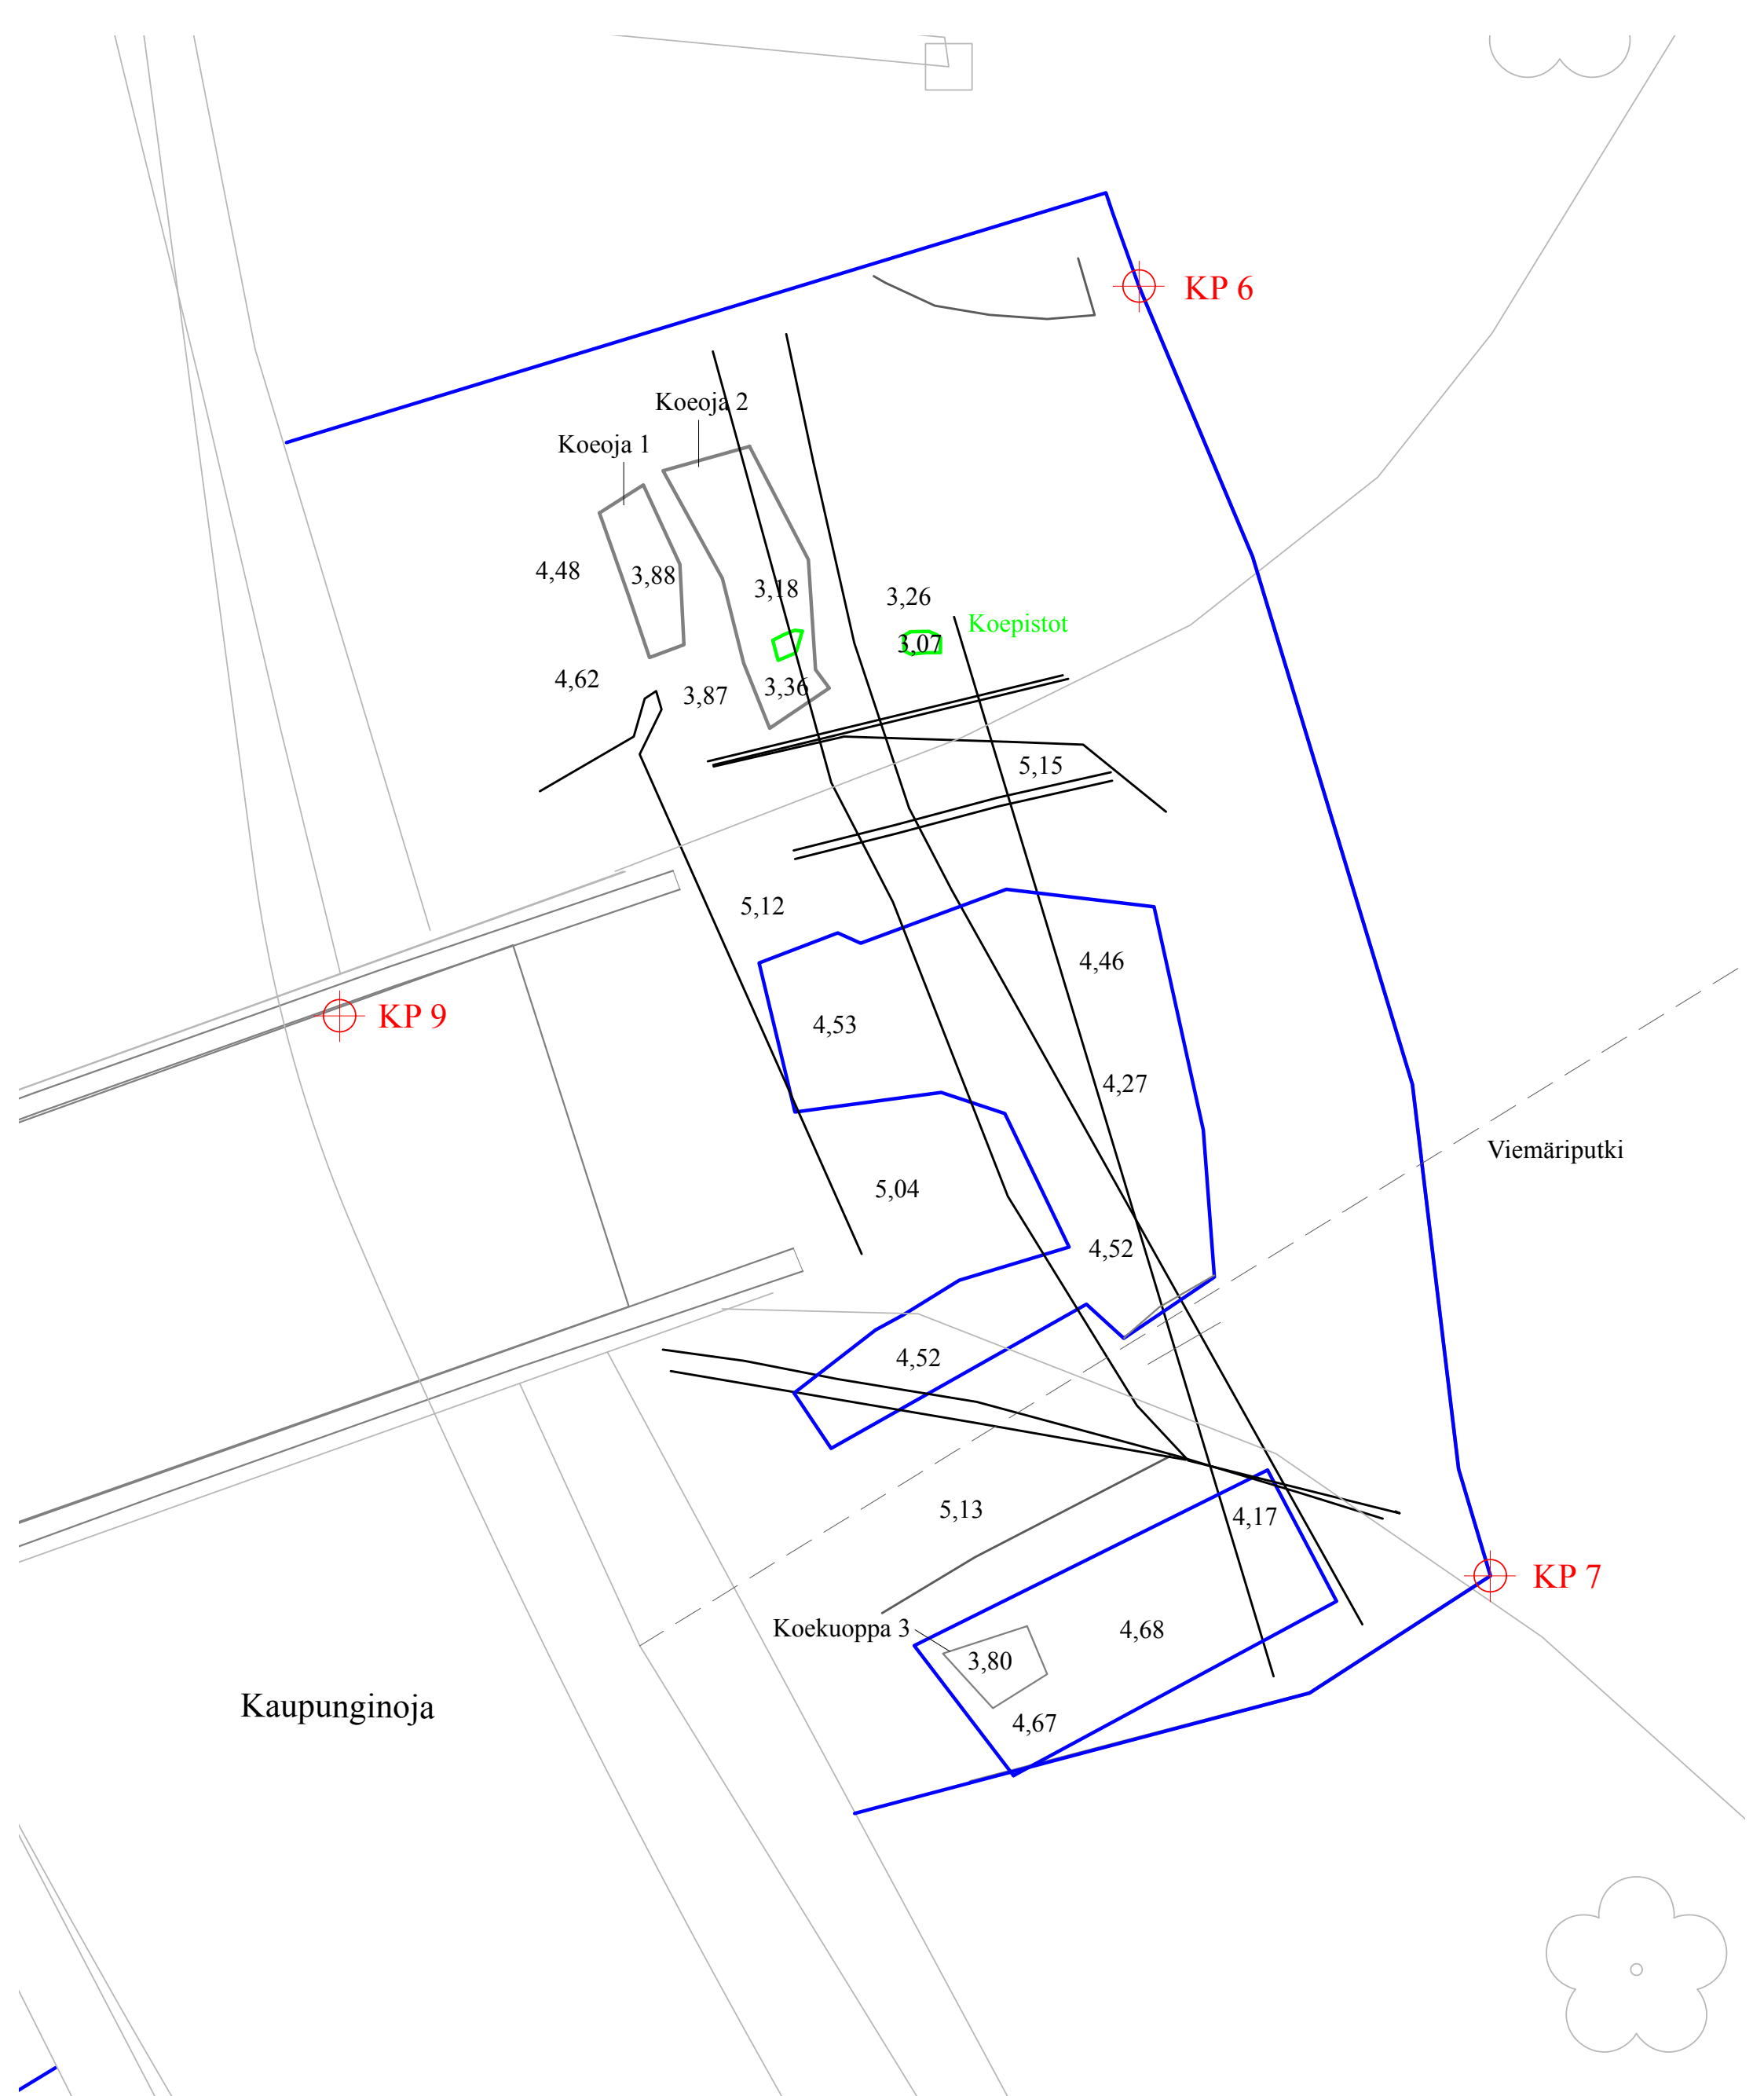 KP 6
Koeoja 2
Koeoja 1
4,48
3,88
3,18
3,26
Koepistot
3,07
4,62
3,87
3,36
5,15
5,12
4,46
KP 9
4,53
4,27
Viemäriputki
5,04
4,52
4,52
5,13
4,17
KP 7
Koekuoppa 3
4,68
3,80
Kaupunginoja
4,67